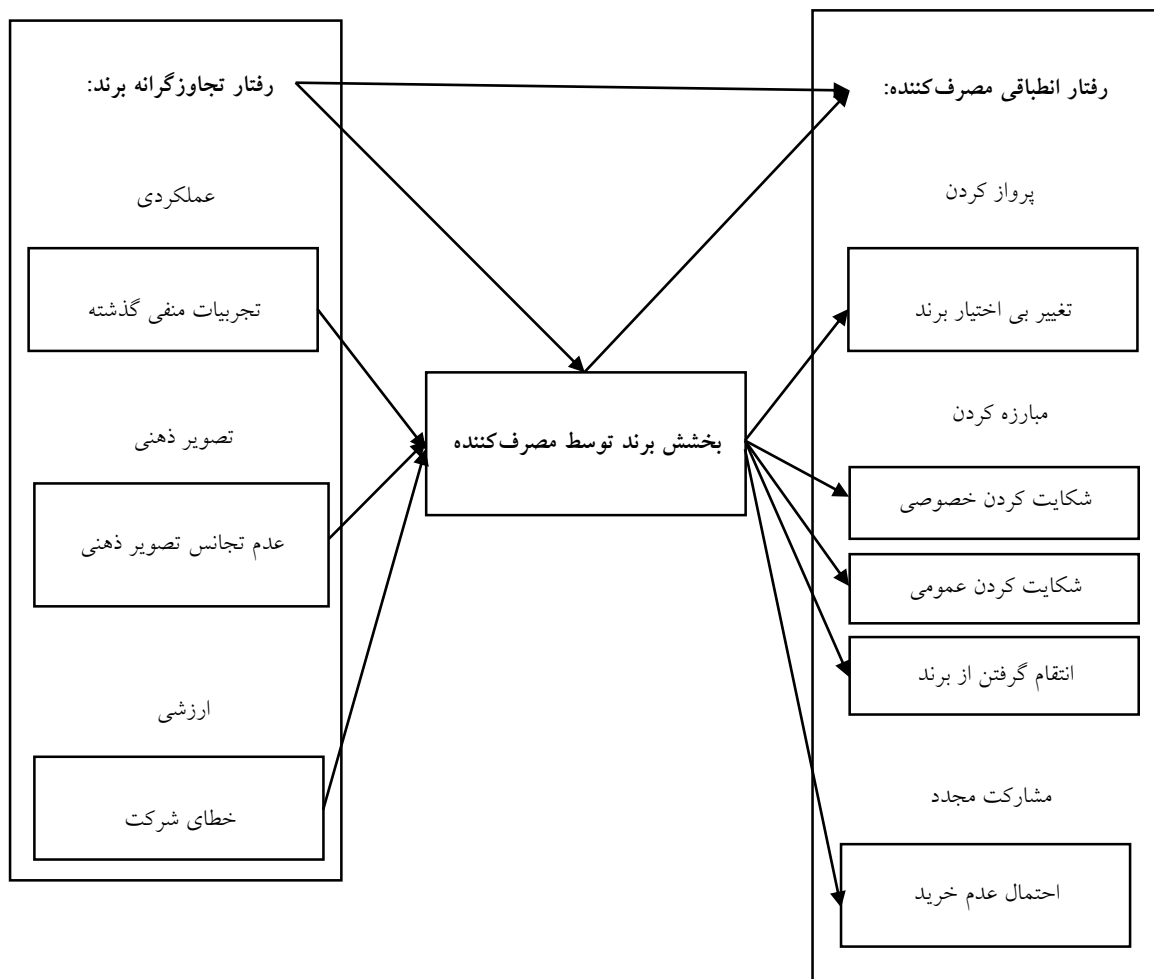 رفتار تجاوزگرانه برند:
عملکردی
تجربیات منفی گذشته
تصویر ذهنی
عدم تجانس تصویر ذهنی
ارزشی
خطای شرکت
بخشش برند توسط مصرف‌کننده
رفتار انطباقی مصرف‌کننده:
پرواز کردن
تغییر بی اختیار برند
مبارزه کردن
شکایت کردن خصوصی
شکایت کردن عمومی
انتقام گرفتن از برند
مشارکت مجدد
احتمال عدم خرید